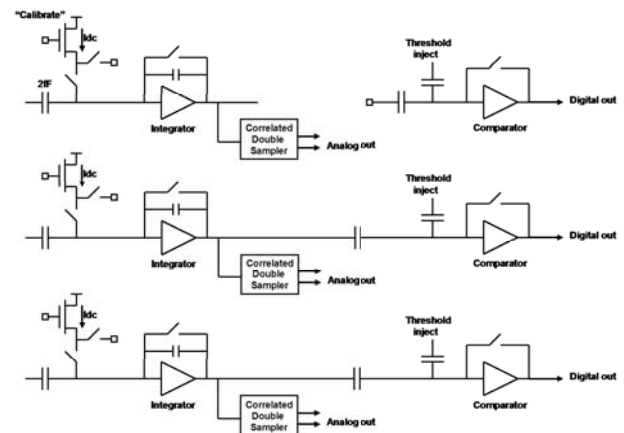 "Calibrate"
Idc
2fF
Integrator
Correlated
Double
Sampler
Analog out
Threshold
inject
Comparator
Digital out
Idc
Integrator
Correlated
Double
Sampler
Analog out
Threshold
inject
Comparator
Digital out
Idc
Integrator
Correlated
Double
Sampler
Analog out
Threshold
inject
Comparator
Digital out